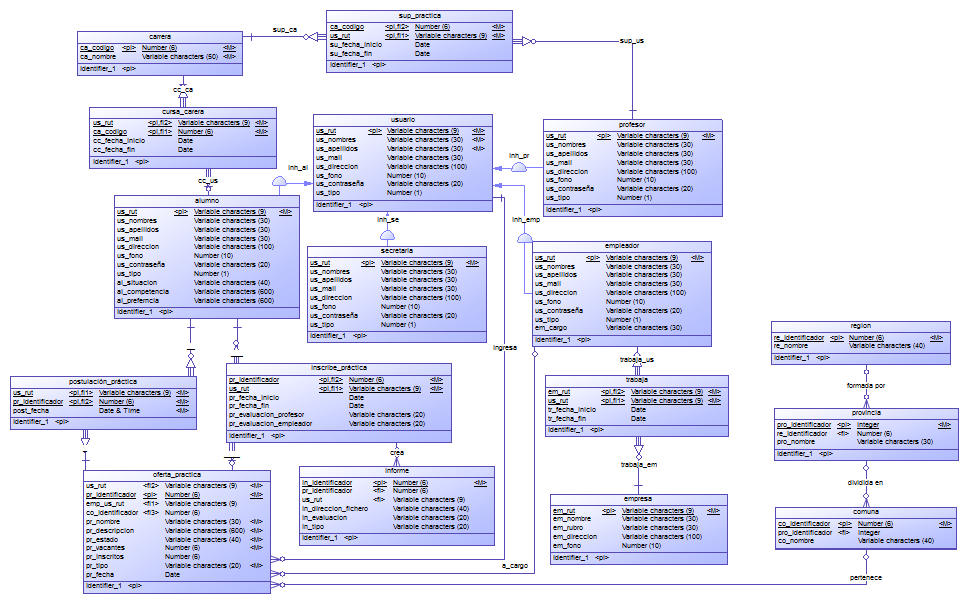 sup_practica
ca_codigo <pi,fi2> Number (6) <M>
us_rut <pi,fi1> Variable characters (9) <M>
su_fecha_inicio Date
su_fecha_fin Date
Identifier_1 <pi>
sup_ca
sup_us
carrera
ca_codigo <pi> Number (6) <M>
ca_nombre Variable characters (50) <M>
Identifier_1 <pi>
cc_ca
cursa_carera
us_rut <pi,fi2> Variable characters (9) <M>
ca_codigo <pi,fi1> Number (6) <M>
cc_fecha_inicio Date
cc_fecha_fin Date
Identifier_1 <pi>
cc_us
usuario
us_rut <pi> Variable characters (9) <M>
us_nombres Variable characters (30) <M>
us_apellidos Variable characters (30) <M>
us_mail Variable characters (30)
us_direccion Variable characters (100)
us_fono Number (10)
us_contraseña Variable characters (20)
us_tipo Number (1)
Identifier_1 <pi>
inh_al
inh_pr
inh_se
inh_emp
profesor
us_rut <pi> Variable characters (9) <M>
us_nombres Variable characters (30)
us_apellidos Variable characters (30)
us_mail Variable characters (30)
us_direccion Variable characters (100)
us_fono Number (10)
us_contraseña Variable characters (20)
us_tipo Number (1)
Identifier_1 <pi>
alumno
us_rut <pi> Variable characters (9) <M>
us_nombres Variable characters (30)
us_apellidos Variable characters (30)
us_mail Variable characters (30)
us_direccion Variable characters (100)
us_fono Number (10)
us_contraseña Variable characters (20)
us_tipo Number (1)
al_situacion Variable characters (40)
al_competencia Variable characters (600)
al_preferncia Variable characters (600)
Identifier_1 <pi>
secretaria
us_rut <pi> Variable characters (9) <M>
us_nombres Variable characters (30)
us_apellidos Variable characters (30)
us_mail Variable characters (30)
us_direccion Variable characters (100)
us_fono Number (10)
us_contraseña Variable characters (20)
us_tipo Number (1)
Identifier_1 <pi>
empleador
us_rut <pi> Variable characters (9) <M>
us_nombres Variable characters (30)
us_apellidos Variable characters (30)
us_mail Variable characters (30)
us_direccion Variable characters (100)
us_fono Number (10)
us_contraseña Variable characters (20)
us_tipo Number (1)
em_cargo Variable characters (30)
Identifier_1 <pi>
ingresa
trabaja_us
region
re_identificador <pi> Number (6) <M>
re_nombre Variable characters (40)
Identifier_1 <pi>
formada por
postulación_práctica
us_rut <pi,fi1> Variable characters (9) <M>
pr_identificador <pi,fi2> Number (6) <M>
post_fecha Date & Time <M>
Identifier_1 <pi>
inscribe_práctica
pr_identificador <pi,fi2> Number (6) <M>
us_rut <pi,fi1> Variable characters (9) <M>
pr_fecha_inicio Date
pr_fecha_fin Date
pr_evaluacion_profesor Variable characters (20)
pr_evaluacion_empleador Variable characters (20)
Identifier_1 <pi>
crea
trabaja
em_rut <pi,fi2> Variable characters (9) <M>
us_rut <pi,fi1> Variable characters (9) <M>
tr_fecha_inicio Date
tr_fecha_fin Date
Identifier_1 <pi>
trabaja_em
provincia
pro_identificador <pi> Integer <M>
re_identificador <fi> Number (6)
pro_nombre Variable characters (30)
Identifier_1 <pi>
dividida en
oferta_practica
us_rut <fi2> Variable characters (9) <M>
pr_identificador <pi> Number (6) <M>
emp_us_rut <fi1> Variable characters (9)
co_identificador <fi3> Number (6)
pr_nombre Variable characters (30) <M>
pr_descripcion Variable characters (600) <M>
pr_estado Variable characters (40) <M>
pr_vacantes Number (6) <M>
pr_inscritos Number (6)
pr_tipo Variable characters (20) <M>
pr_fecha Date
Identifier_1 <pi>
informe
in_identificador <pi> Number (6) <M>
pr_identificador <fi> Number (6)
us_rut <fi> Variable characters (9)
in_direccion_fichero Variable characters (40)
in_evaluacion Variable characters (20)
in_tipo Variable characters (20)
Identifier_1 <pi>
empresa
em_rut <pi> Variable characters (9) <M>
em_nombre Variable characters (30)
em_rubro Variable characters (30)
em_direccion Variable characters (100)
em_fono Number (10)
Identifier_1 <pi>
comuna
co_identificador <pi> Number (6) <M>
pro_identificador <fi> Integer
co_nombre Variable characters (40)
Identifier_1 <pi>
a_cargo
pertenece